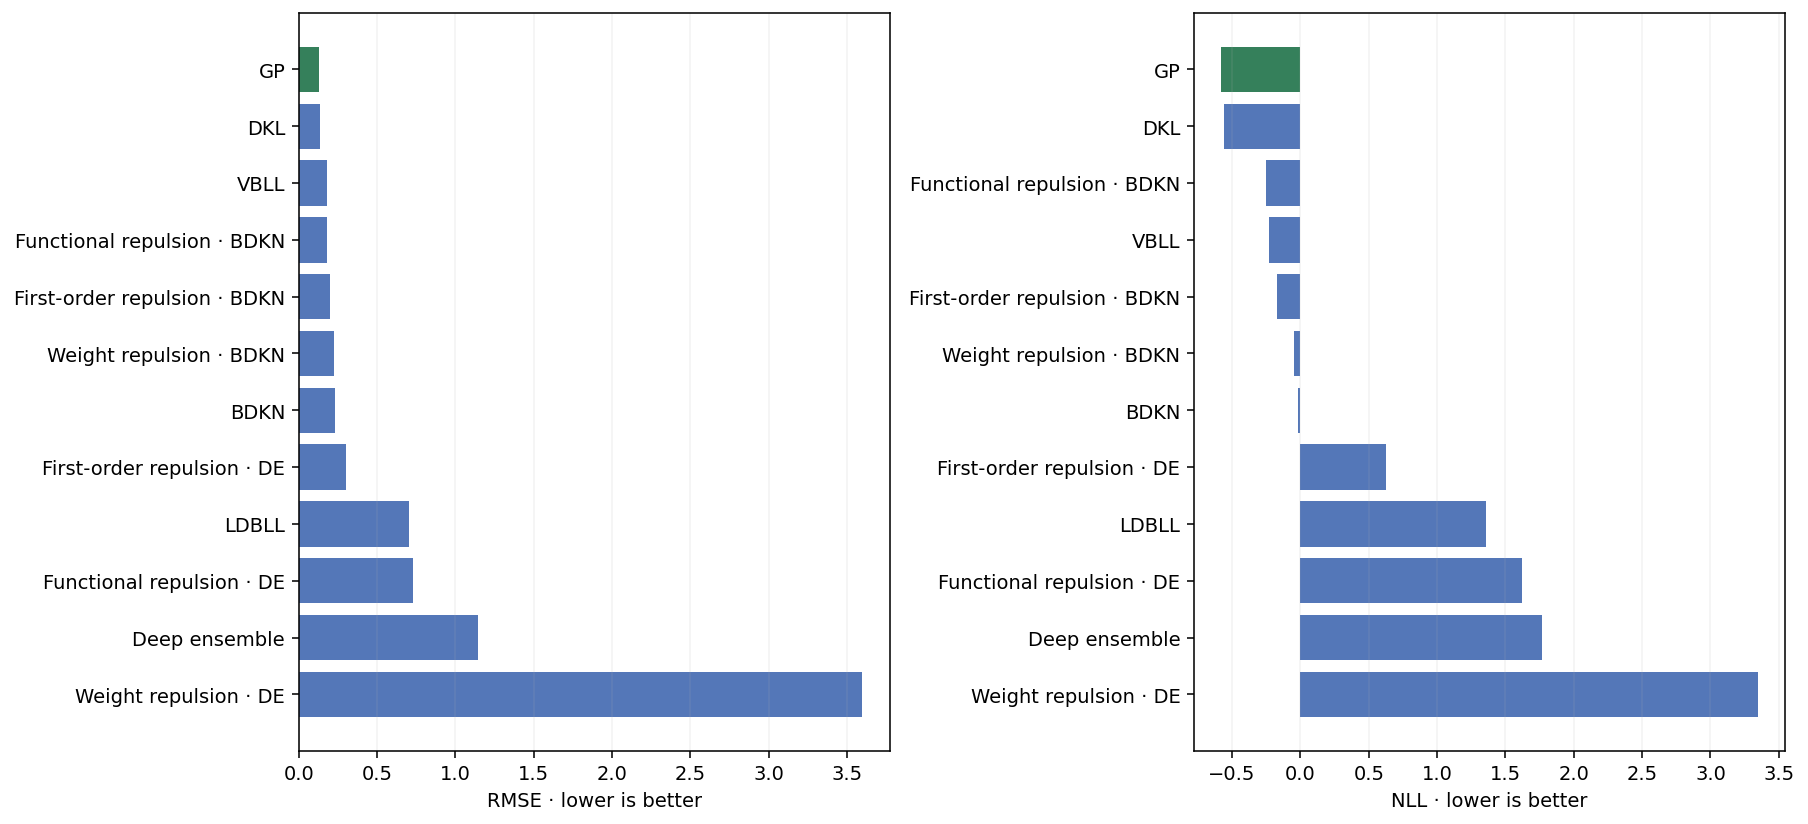 GP
DKL
VBLL
Functional repulsion · BDKN
First-order repulsion · BDKN
Weight repulsion · BDKN
BDKN
First-order repulsion · DE
LDBLL
Functional repulsion · DE
Deep ensemble
Weight repulsion · DE
0.0 0.5 1.0 1.5 2.0 2.5 3.0 3.5
RMSE · lower is better
GP
DKL
Functional repulsion · BDKN
VBLL
First-order repulsion · BDKN
Weight repulsion · BDKN
BDKN
First-order repulsion · DE
LDBLL
Functional repulsion · DE
Deep ensemble
Weight repulsion · DE
−0.5 0.0 0.5 1.0 1.5 2.0 2.5 3.0 3.5
NLL · lower is better